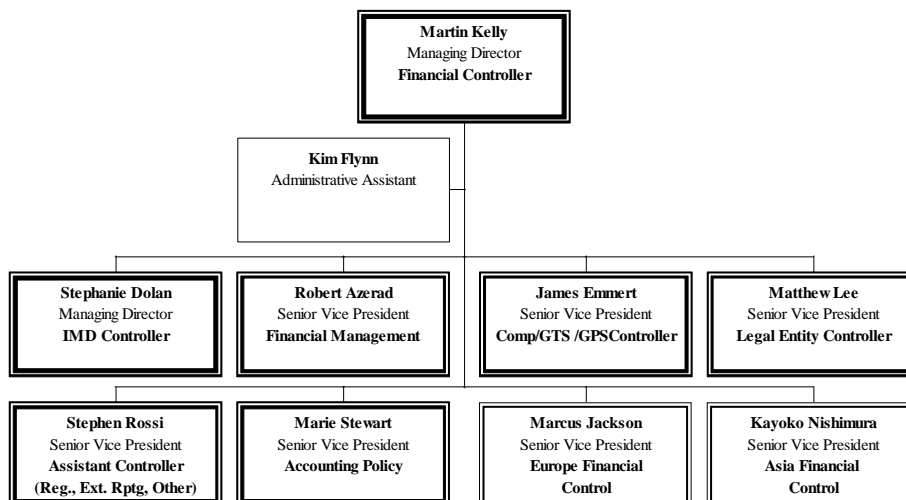 Martin Kelly
Managing Director
Financial Controller
Kim Flynn
Administrative Assistant
Stephanie Dolan
Managing Director
IMD Controller
Robert Azerad
Senior Vice President
Financial Management
James Emmert
Senior Vice President
Comp/GTS /GPSController
Matthew Lee
Senior Vice President
Legal Entity Controller
Stephen Rossi
Senior Vice President
Assistant Controller
(Reg., Ext. Rptg, Other)
Marie Stewart
Senior Vice President
Accounting Policy
Marcus Jackson
Senior Vice President
Europe Financial
Control
Kayoko Nishimura
Senior Vice President
Asia Financial
Control